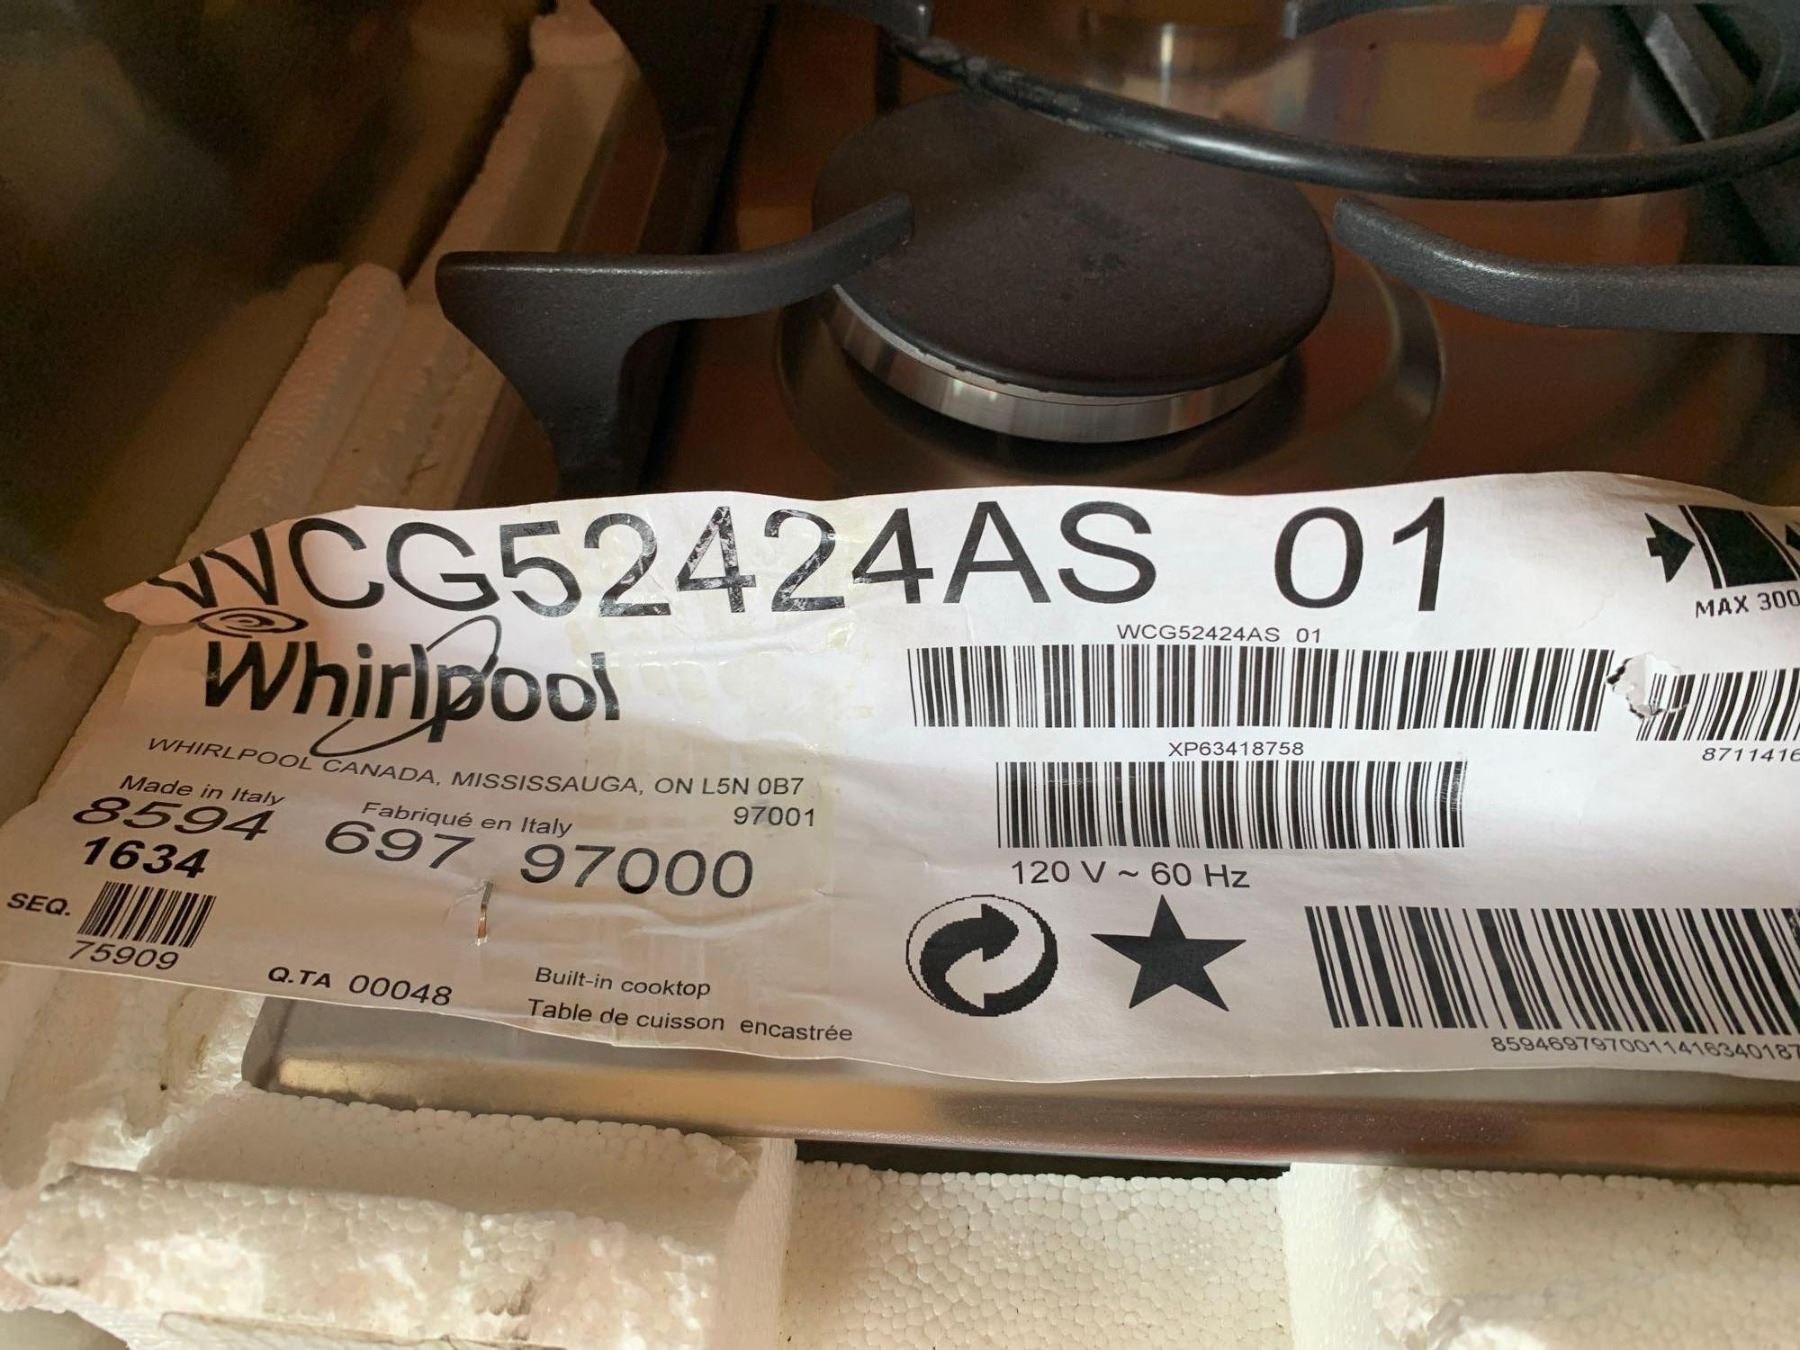 WCG52424AS 01
MAX 300
Whirlpool
WCG52424AS 01
XP63418758
8711416
WHIRLPOOL CANADA, MISSISSAUGA, ON L5N 0B7
97001
Made in Italy
Fabriqué en Italy
8594 697 97000
1634
120 V ~ 60 Hz
SEQ.
75909
Q.TA 00048
Built-in cooktop
Table de cuisson encastrée